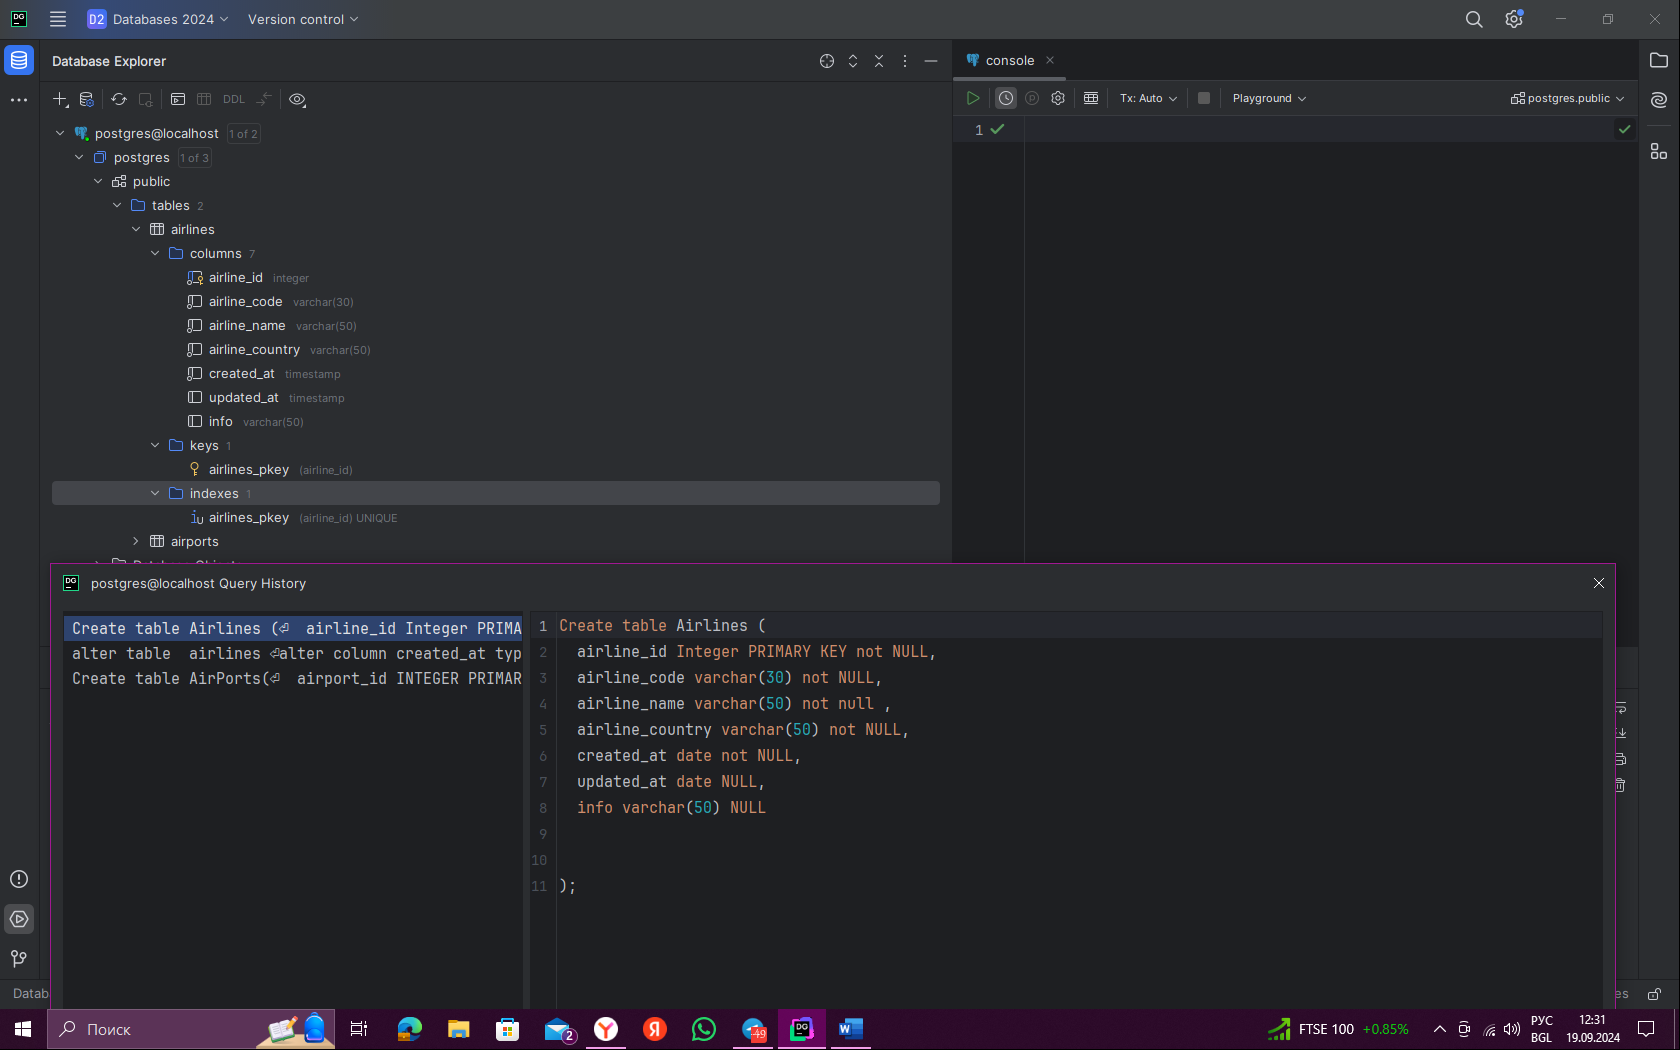 DG
D2 Databases 2024
Version control
Database Explorer
console
DDL
Tx: Auto
Playground
postgres.public
postgres@localhost 1 of 2
postgres 1 of 3
public
tables 2
airlines
columns 7
airline_id integer
airline_code varchar(30)
airline_name varchar(50)
airline_country varchar(50)
created_at timestamp
updated_at timestamp
info varchar(50)
keys 1
airlines_pkey (airline_id)
indexes 1
airlines_pkey (airline_id) UNIQUE
airports
1
DG
postgres@localhost Query History
Create table Airlines (⏎ airline_id Integer PRIMA
alter table  airlines ⏎alter column created_at typ
Create table AirPorts(⏎ airport_id INTEGER PRIMAR
1 Create table Airlines (
2 airline_id Integer PRIMARY KEY not NULL,
3 airline_code varchar(30) not NULL,
4 airline_name varchar(50) not null ,
5 airline_country varchar(50) not NULL,
6 created_at date not NULL,
7 updated_at date NULL,
8 info varchar(50) NULL
9
10
11 );
Datab
es
Поиск
2
49
DG
FTSE 100 +0.85%
РУС
BGL
12:31
19.09.2024